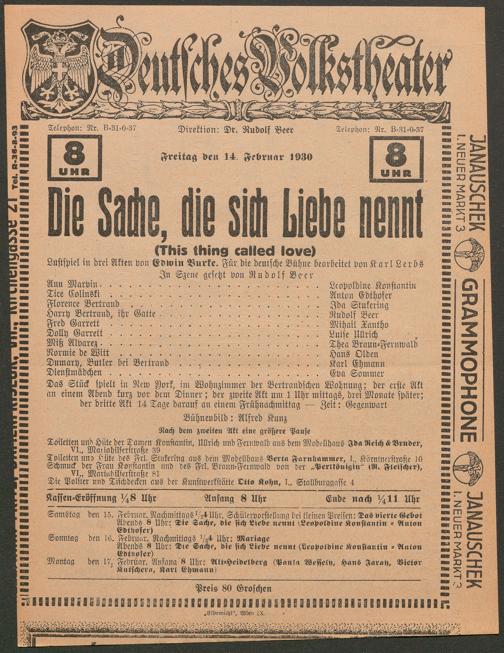 Deutsches Volkstheater
Telephon: Nr. B-31-0-37 Direktion: Dr. Rudolf Beer Telephon: Nr. B-31-0-37
8 UHR
Freitag den 14. Februar 1930
8 UHR
Die Sache, die sich Liebe nennt
(This thing called love)
Lustspiel in drei Akten von Edwin Burke. Für die deutsche Bühne bearbeitet von Karl Lerbs
In Szene gesetzt von Rudolf Beer
Ann Marvin . . . Leopoldine Konstantin
Tice Colinski . . . Anton Edthofer
Florence Bertrand . . . Ida Stukering
Harry Bertrand, ihr Gatte . . . Rudolf Beer
Fred Garrett . . . Mihail Xantho
Dolly Garrett . . . Luise Ullrich
Miß Alvarez . . . Thea Braun-Fernwald
Normie de Witt . . . Hans Olden
Dumarty, Butler bei Bertrand . . . Karl Ehmann
Dienstmädchen . . . Eva Sommer
Das Stück spielt in New York, im Wohnzimmer der Bertrandschen Wohnung; der erste Akt
an einem Abend kurz vor dem Dinner; der zweite Akt um 1 Uhr mittags, drei Monate später;
der dritte Akt 14 Tage darauf an einem Frühnachmittag — Zeit: Gegenwart
Bühnenbild: Alfred Kunz
Nach dem zweiten Akt eine größere Pause
Toiletten und Hüte der Damen Konstantin, Ullrich und Fernwald aus dem Modellhaus Ida Reich & Bruder,
VI., Mariahilferstraße 39
Toiletten und Hüte des Frl. Stukering aus dem Modellhaus Berta Farnhammer, I., Körntnerring 10
Schmuck der Frau Konstantin und des Frl. Braun-Fernwald von der „Perlkönigin“ (R. Fleischer),
VI., Mariahilferstraße 81
Die Polster und Tischdecken aus der Kunstwerkstätte Otto Kohn, I., Stallburggasse 4
Kassen-Eröffnung ½8 Uhr Anfang 8 Uhr Ende nach ¼11 Uhr
Samstag den 15. Februar, Nachmittags Uhr, Schülervorstellung bei kleinen Preisen: Das vierte Gebot
Abends 8 Uhr: Die Sache, die sich Liebe nennt (Leopoldine Konstantin • Anton
Edthofer)
Sonntag den 16. Februar, Nachmittags Uhr: Mariage
Abends 8 Uhr: Die Sache, die sich Liebe nennt (Leopoldine Konstantin • Anton
Edthofer)
Montag den 17. Februar, Anfang 8 Uhr: Alt-Heidelberg (Paula Wessely, Hans Jaray, Victor
Kutschera, Karl Ehmann)
Preis 80 Groschen
„Elbemühl“, Wien IX.
JANAUSCHEK
I. NEUER MARKT 3
GRAMMOPHONE
JANAUSCHEK
I. NEUER MARKT 3